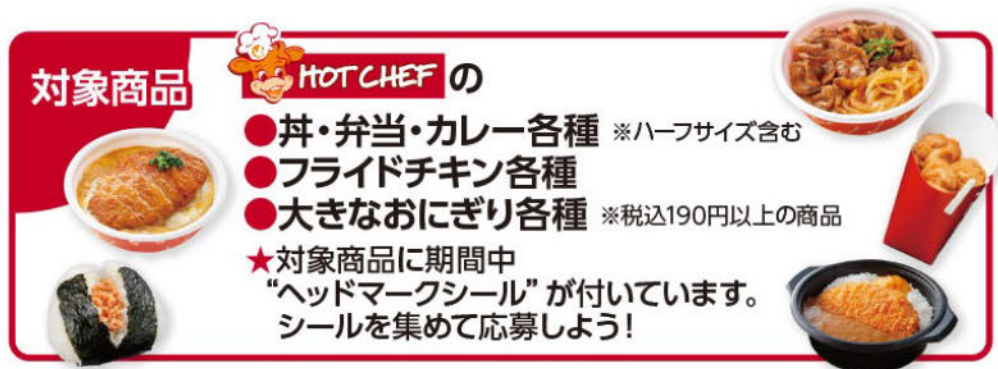 対象商品
HOT CHEF の
●丼・弁当・カレー各種 ※ハーフサイズ含む
●フライドチキン各種
●大きなおにぎり各種 ※税込190円以上の商品
★対象商品に期間中
“ヘッドマークシール”が付いています。
シールを集めて応募しよう!